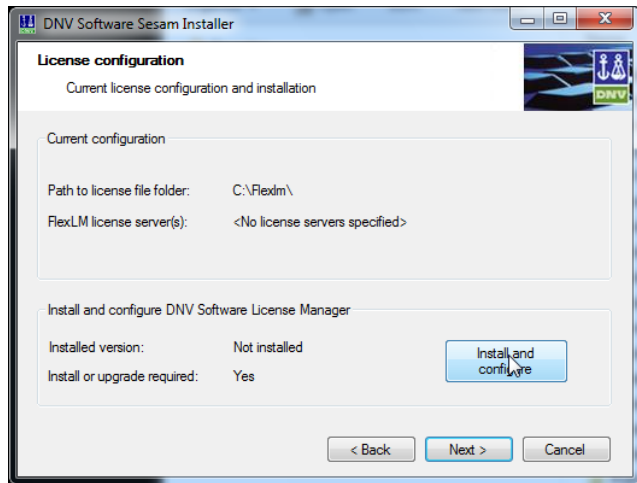 DNV Software Sesam Installer
License configuration
Current license configuration and installation
DNV
Current configuration
Path to license file folder: C:\Flexlm\
FlexLM license server(s): <No license servers specified>
Install and configure DNV Software License Manager
Installed version: Not installed
Install or upgrade required: Yes
Install and
configure
< Back Next > Cancel